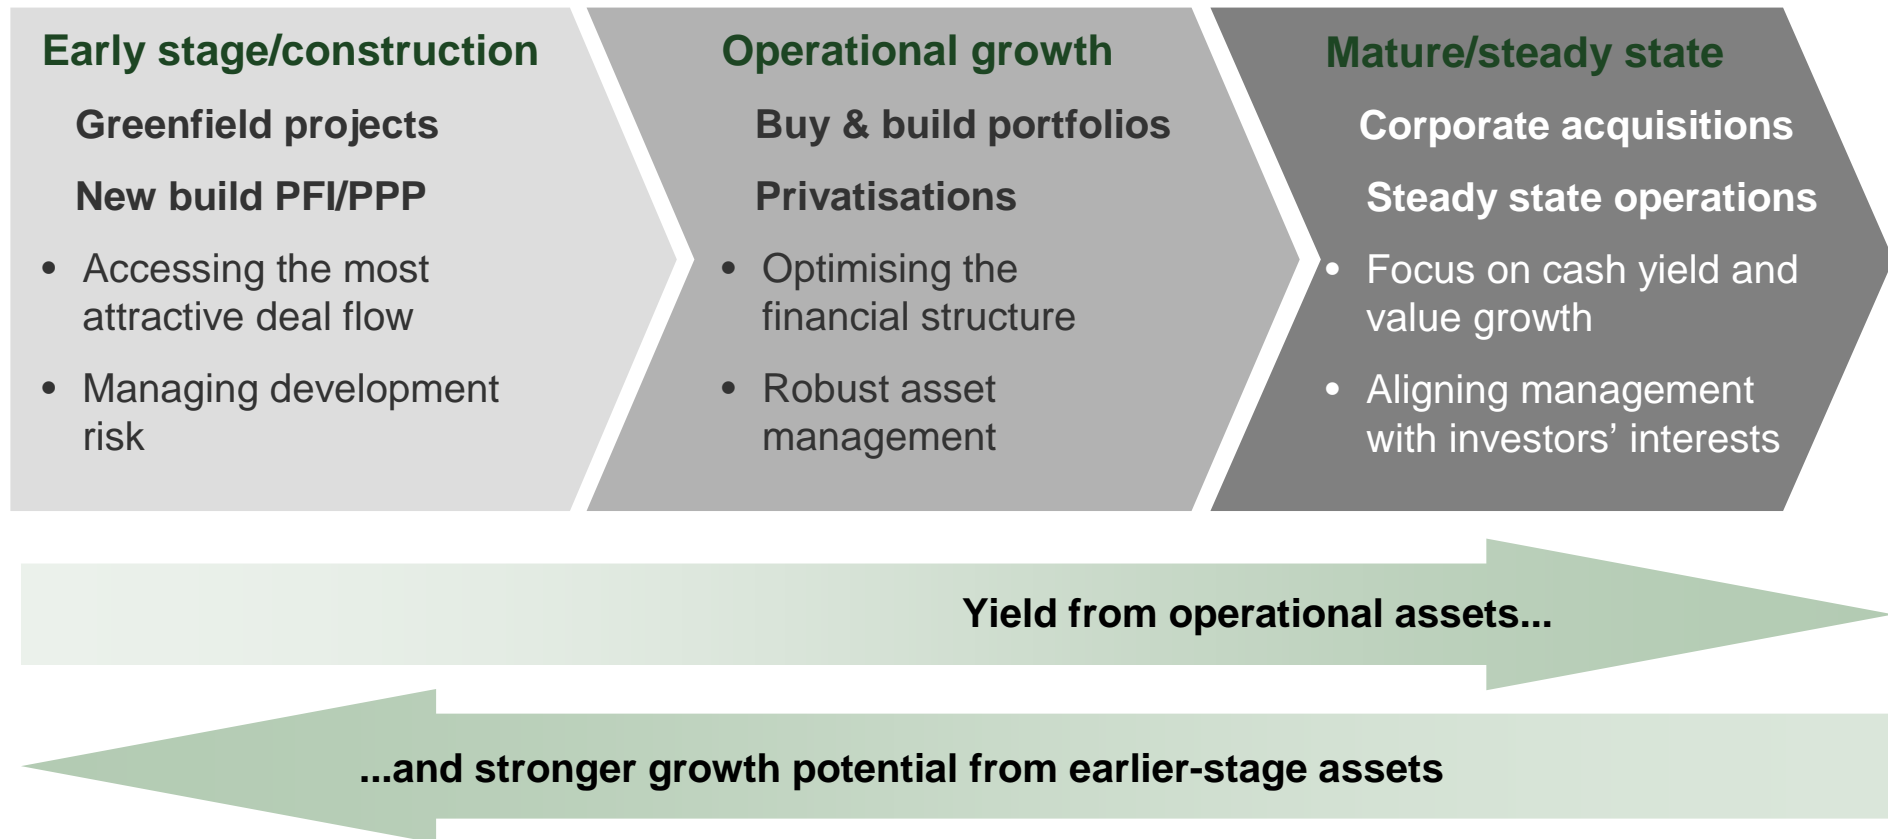 Early stage/construction
Greenfield projects
New build PFI/PPP
• Accessing the most
attractive deal flow
• Managing development
risk
Operational growth
Buy & build portfolios
Privatisations
• Optimising the
financial structure
• Robust asset
management
Mature/steady state
Corporate acquisitions
Steady state operations
• Focus on cash yield and
value growth
• Aligning management
with investors’ interests
Yield from operational assets...
...and stronger growth potential from earlier-stage assets